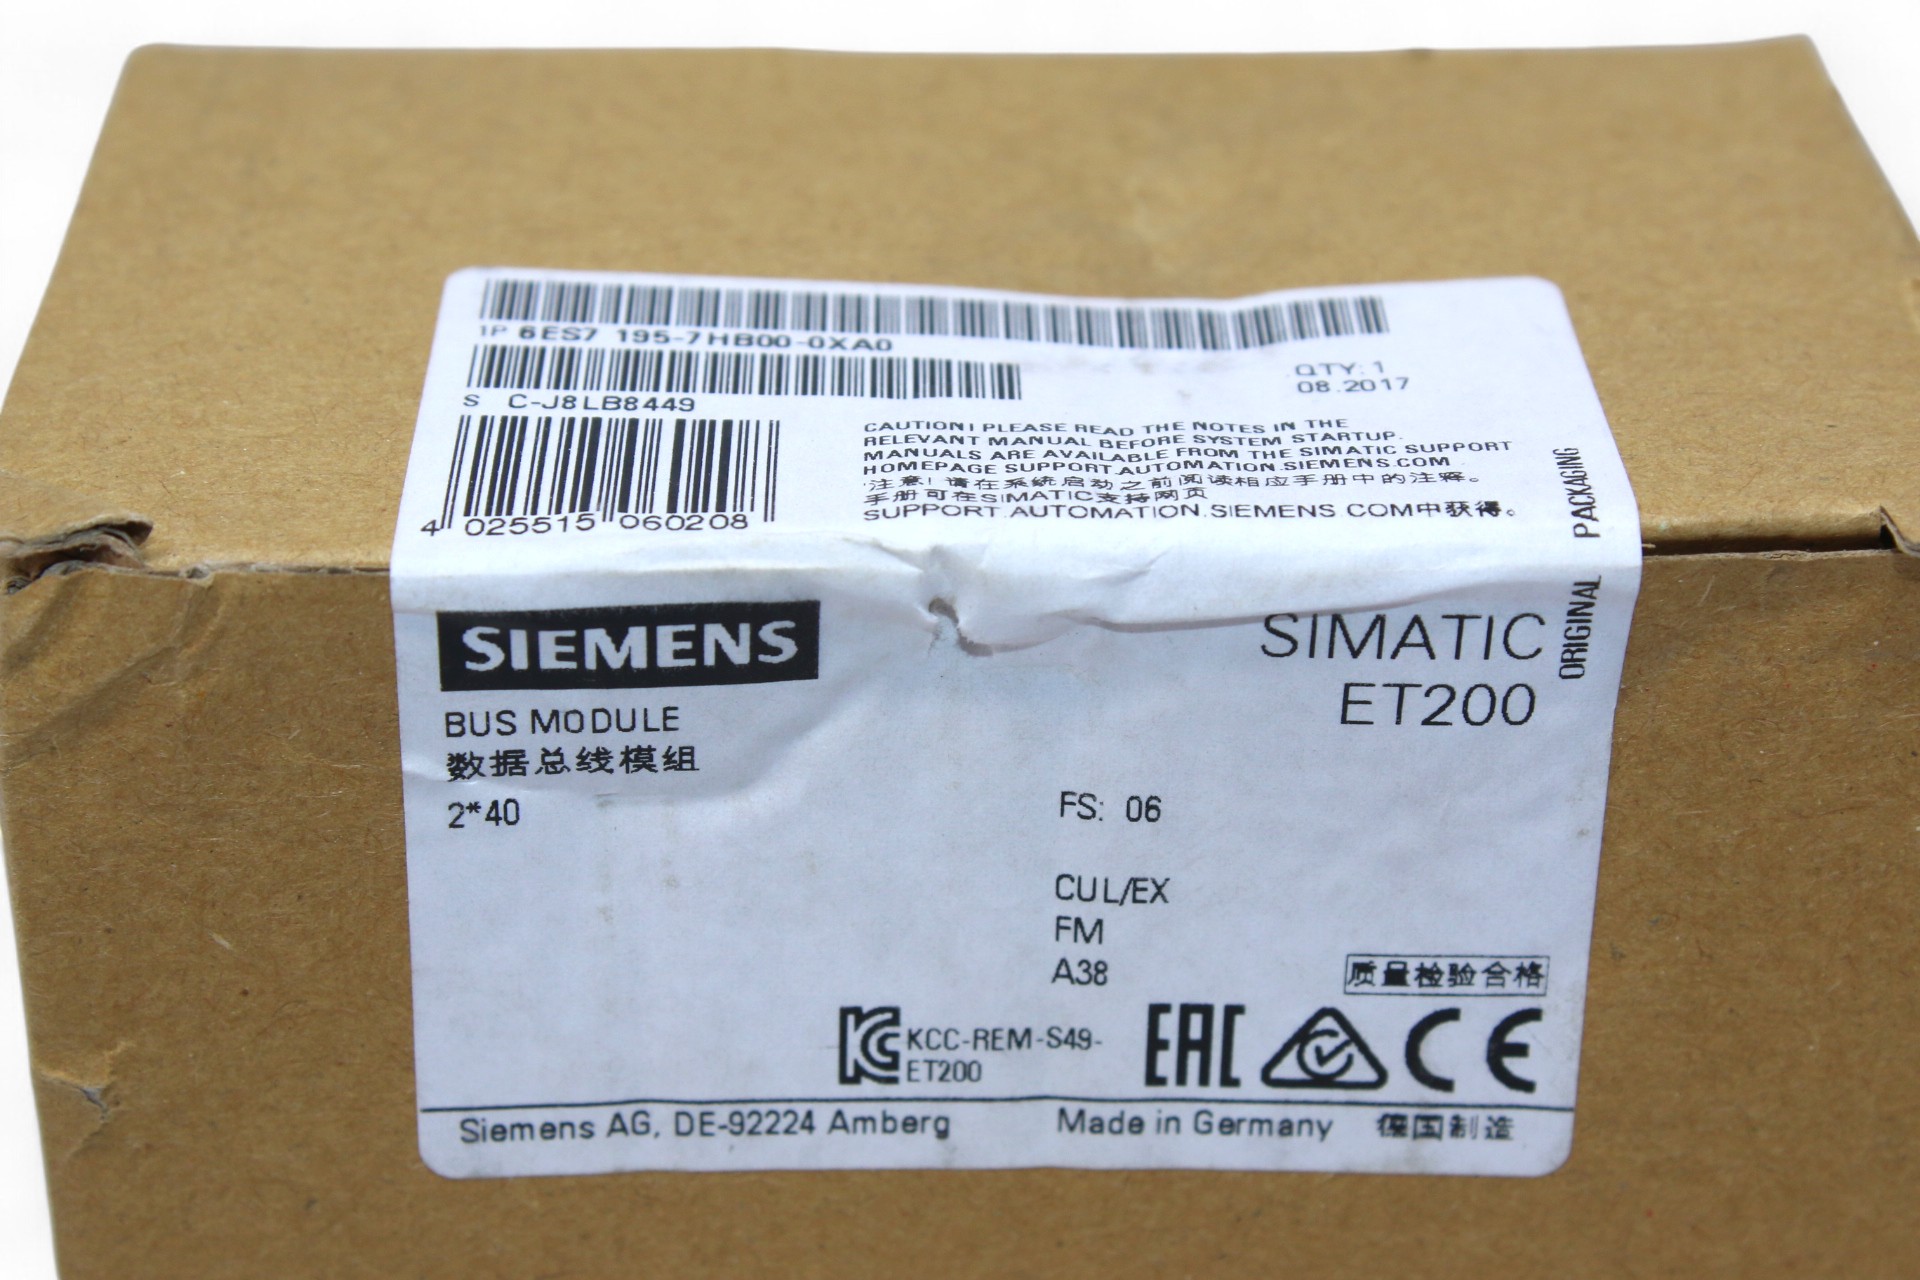 1P 6ES7 195-7HB00-0XA0
S C-J8LB8449
QTY: 1
08.2017
4 025515 060208
CAUTION! PLEASE READ THE NOTES IN THE
RELEVANT MANUAL BEFORE SYSTEM STARTUP.
MANUALS ARE AVAILABLE FROM THE SIMATIC SUPPORT
HOMEPAGE SUPPORT.AUTOMATION.SIEMENS.COM
注意! 请在系统启动之前阅读相应手册中的注释。
手册可在SIMATIC支持网页
SUPPORT.AUTOMATION.SIEMENS COM中获得。
ORIGINAL PACKAGING
SIEMENS
SIMATIC
ET200
BUS MODULE
数据总线模组
2*40
FS: 06
CUL/EX
FM
A38
质量检验合格
KCC-REM-S49-
ET200
EAC
CE
Siemens AG, DE-92224 Amberg
Made in Germany 德国制造